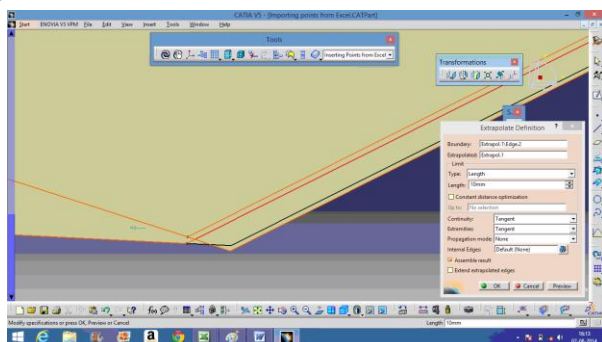 CATIA V5 - [Importing points from Excel.CATPart]
Start ENOVIA V5 VPM File Edit View Insert Tools Window Help
Tools
Inverting Points from Excel
Transformations
Extrapolate Definition ?
Boundary: Extrapol.1\Edge.2
Extrapolated: Extrapol.1
Limit
Type: Length
Length: 10mm
Constant distance optimization
Up to: No selection
Continuity: Tangent
Extremities: Tangent
Propagation mode: None
Internal Edges: Default (None)
Assemble result
Extend extrapolated edges
OK Cancel Preview
Modify specifications or press OK, Preview or Cancel
Length 10mm
16:13